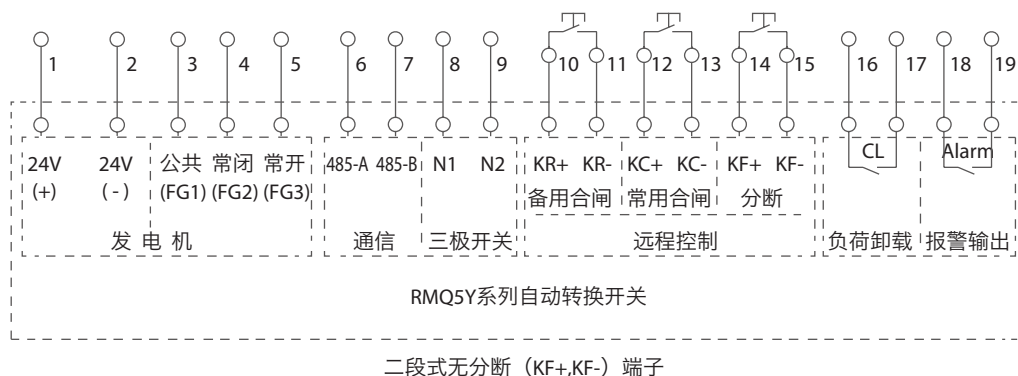 1 2 3 4 5 6 7 8 9 10 11 12 13 14 15 16 17 18 19
24V 24V 公共 常闭 常开 485-A 485-B N1 N2 KR+ KR- KC+ KC- KF+ KF- CL Alarm
(+) (-) (FG1) (FG2) (FG3) 备用合闸 常用合闸 分断
发电机 通信 三极开关 远程控制 负荷卸载 报警输出
RMQ5Y系列自动转换开关
二段式无分断（KF+,KF-）端子